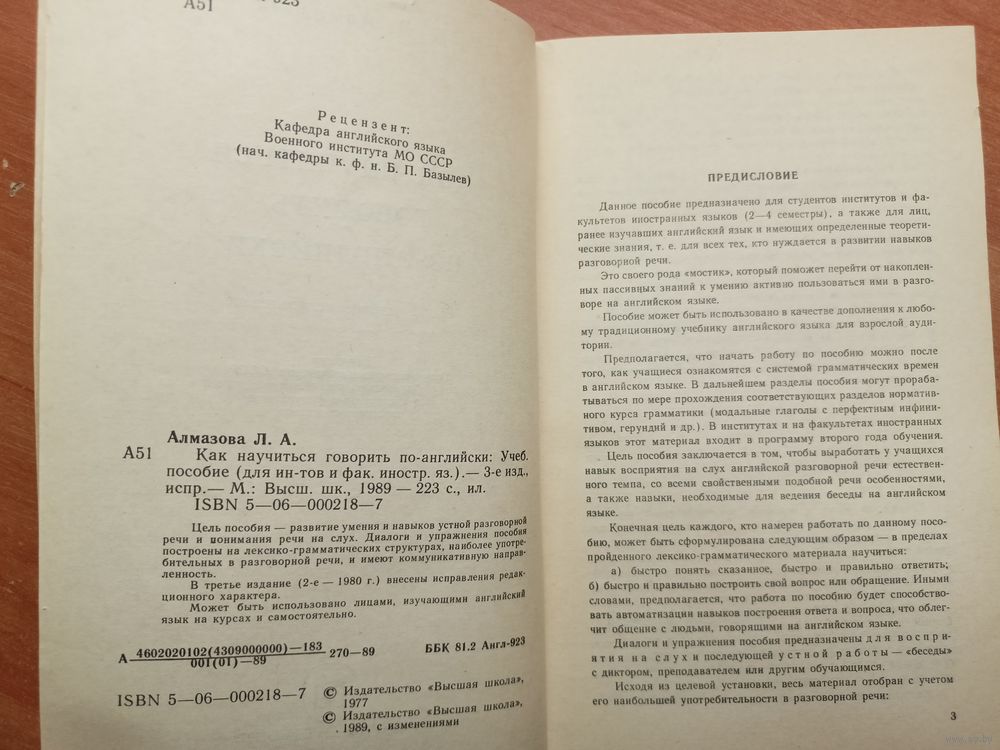 923
А51
Рецензент:
Кафедра английского языка
Военного института МО СССР
(нач. кафедры к. ф. н. Б. П. Базылев)
Алмазова Л. А.
А51 Как научиться говорить по-английски: Учеб.
пособие (для ин-тов и фак. иностр. яз.).— 3-е изд.,
испр.— М.: Высш. шк., 1989 — 223 с., ил.
ISBN 5—06—000218—7
Цель пособия — развитие умения и навыков устной разговорной
речи и понимания речи на слух. Диалоги и упражнения пособия
построены на лексико-грамматических структурах, наиболее употре-
бительных в разговорной речи, и имеют коммуникативную направ-
ленность.
В третье издание (2-е — 1980 г.) внесены исправления редак-
ционного характера.
Может быть использовано лицами, изучающими английский
язык на курсах и самостоятельно.
А 4602020102(4309000000)—183
001(01)—89
270—89 ББК 81.2 Англ-923
ISBN 5—06—000218—7
© Издательство «Высшая школа»,
1977
© Издательство «Высшая школа»,
1989, с изменениями
ПРЕДИСЛОВИЕ
Данное пособие предназначено для студентов институтов и фа-
культетов иностранных языков (2—4 семестры), а также для лиц,
ранее изучавших английский язык и имеющих определенные теорети-
ческие знания, т. е. для всех тех, кто нуждается в развитии навыков
разговорной речи.
Это своего рода «мостик», который поможет перейти от накоплен-
ных пассивных знаний к умению активно пользоваться ими в разго-
воре на английском языке.
Пособие может быть использовано в качестве дополнения к любо-
му традиционному учебнику английского языка для взрослой ауди-
тории.
Предполагается, что начать работу по пособию можно после
того, как учащиеся ознакомятся с системой грамматических времен
в английском языке. В дальнейшем разделы пособия могут прораба-
тываться по мере прохождения соответствующих разделов норматив-
ного курса грамматики (модальные глаголы с перфектным инфини-
тивом, герундий и др.). В институтах и на факультетах иностранных
языков этот материал входит в программу второго года обучения.
Цель пособия заключается в том, чтобы выработать у учащихся
навык восприятия на слух английской разговорной речи естествен-
ного темпа, со всеми свойственными подобной речи особенностями,
а также навыки, необходимые для ведения беседы на английском
языке.
Конечная цель каждого, кто намерен работать по данному посо-
бию, может быть сформулирована следующим образом — в пределах
пройденного лексико-грамматического материала научиться:
а) быстро понять сказанное, быстро и правильно ответить;
б) быстро и правильно построить свой вопрос или обращение. Иными
словами, предполагается, что работа по пособию будет способство-
вать автоматизации навыков построения ответа и вопроса, что облег-
чит общение с людьми, говорящими на английском языке.
Диалоги и упражнения пособия предназначены для воспри-
ятия на слух и последующей устной работы — «беседы»
с диктором, преподавателем или другим обучающимся.
Исходя из целевой установки, весь материал отобран с учетом
его наибольшей употребительности в разговорной речи:
3